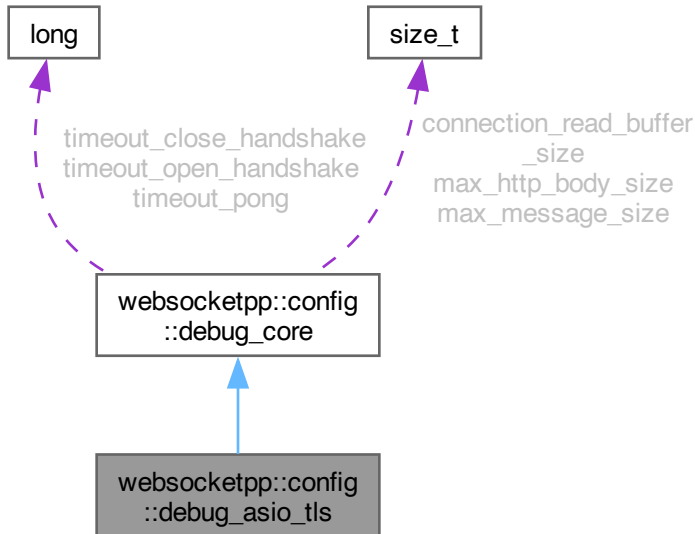 long
size_t
timeout_close_handshake
timeout_open_handshake
timeout_pong
connection_read_buffer
_size
max_http_body_size
max_message_size
websocketpp::config
::debug_core
websocketpp::config
::debug_asio_tls